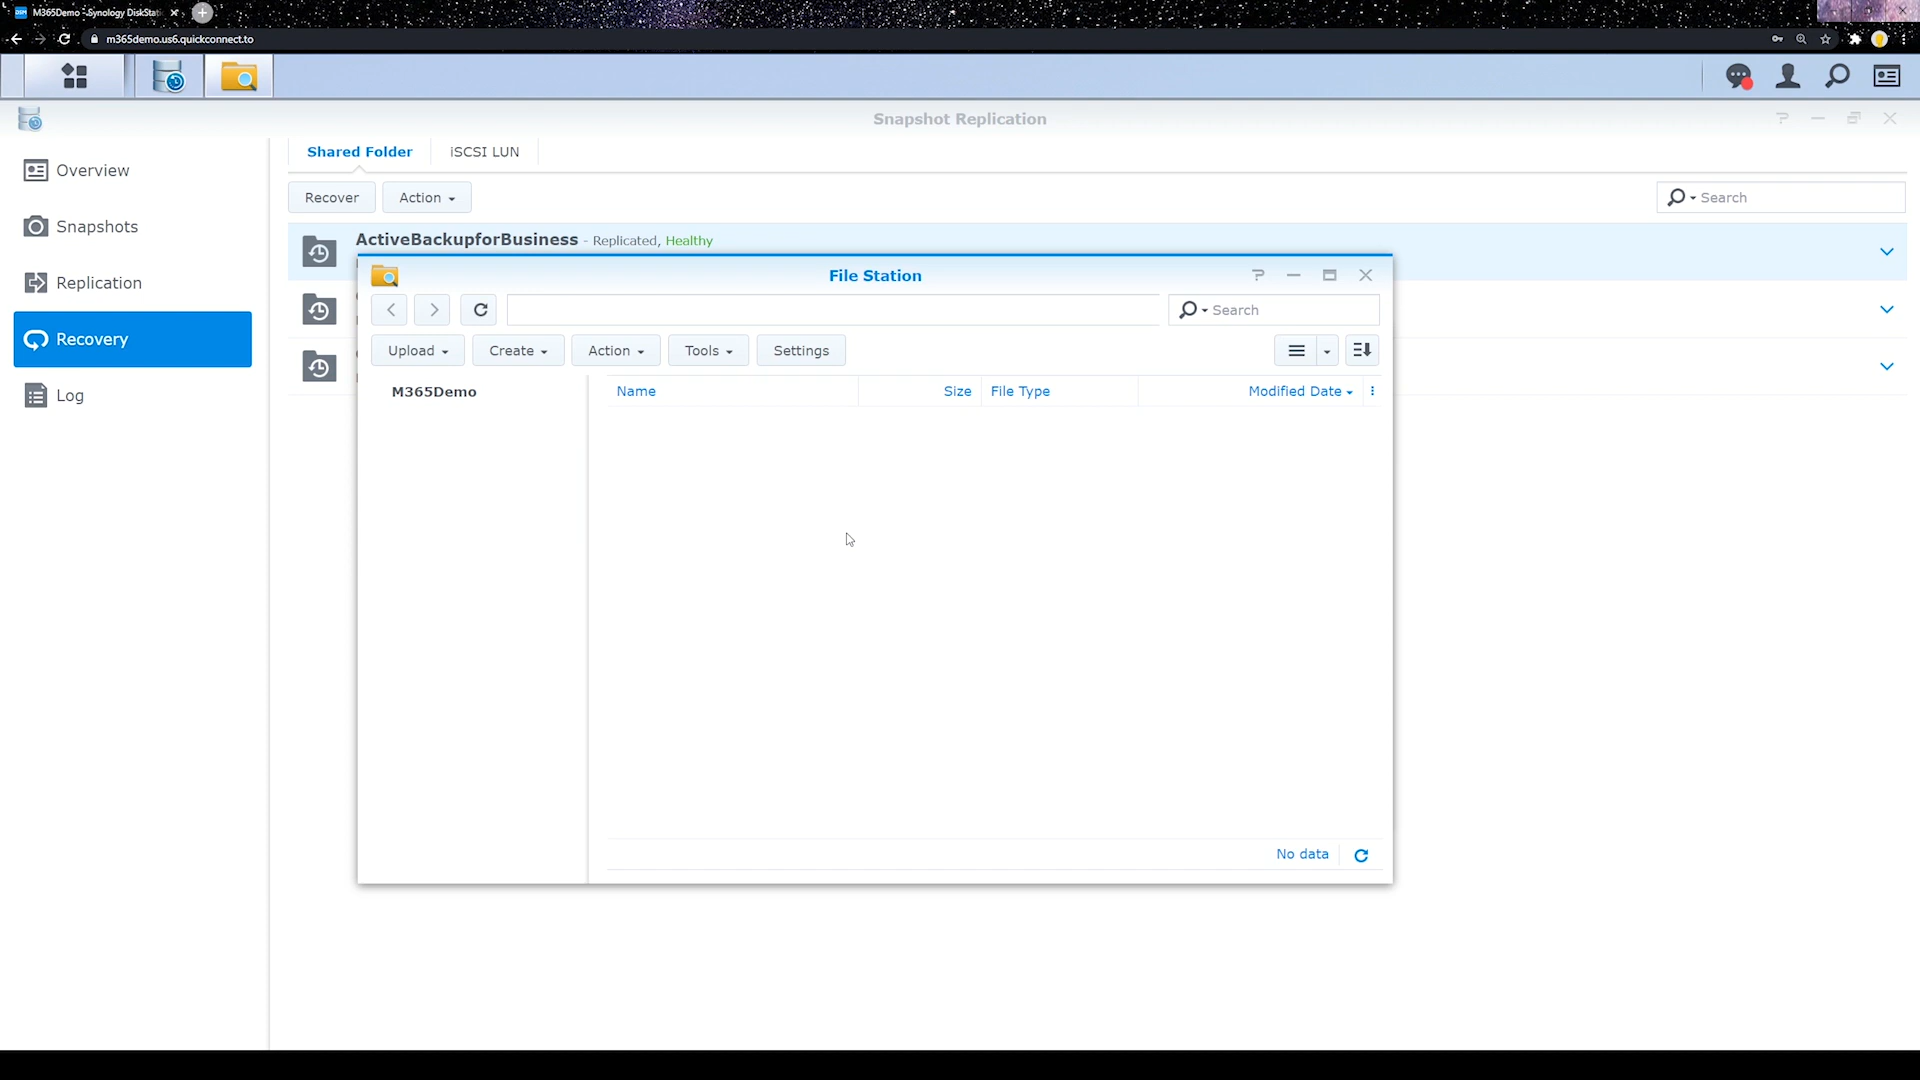 M365Demo - Synology DiskStati
m365demo.us6.quickconnect.to
Snapshot Replication
Overview
Snapshots
Replication
Recovery
Log
Shared Folder
iSCSI LUN
Recover
Action
Search
ActiveBackupforBusiness - Replicated, Healthy
File Station
Search
Upload
Create
Action
Tools
Settings
M365Demo
Name
Size
File Type
Modified Date
No data